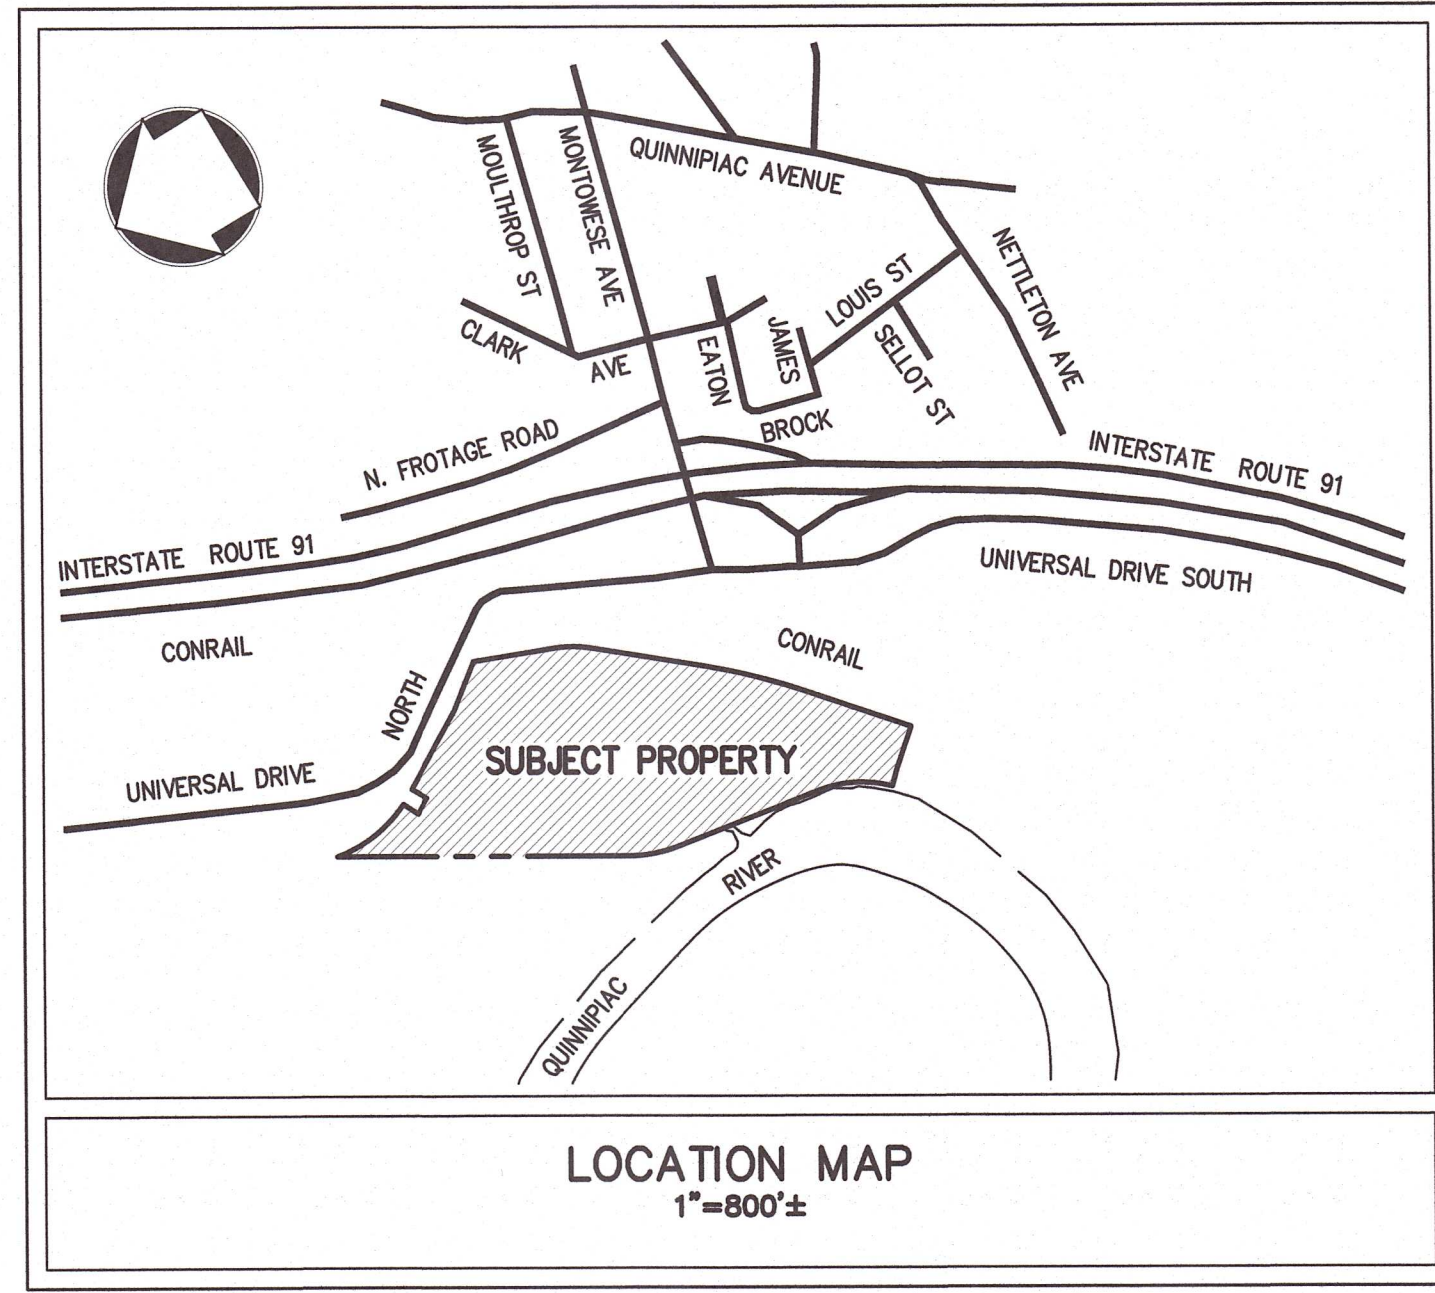 QUINNIPIAC AVENUE
MOULTHROP ST
MONTOWESE AVE
NETTLETON AVE
LOUIS ST
SELLOT ST
JAMES
EATON
CLARK
AVE
BROCK
N. FROTAGE ROAD
INTERSTATE ROUTE 91
INTERSTATE ROUTE 91
UNIVERSAL DRIVE SOUTH
CONRAIL
CONRAIL
NORTH
UNIVERSAL DRIVE
SUBJECT PROPERTY
RIVER
QUINNIPIAC
LOCATION MAP
1"=800'±